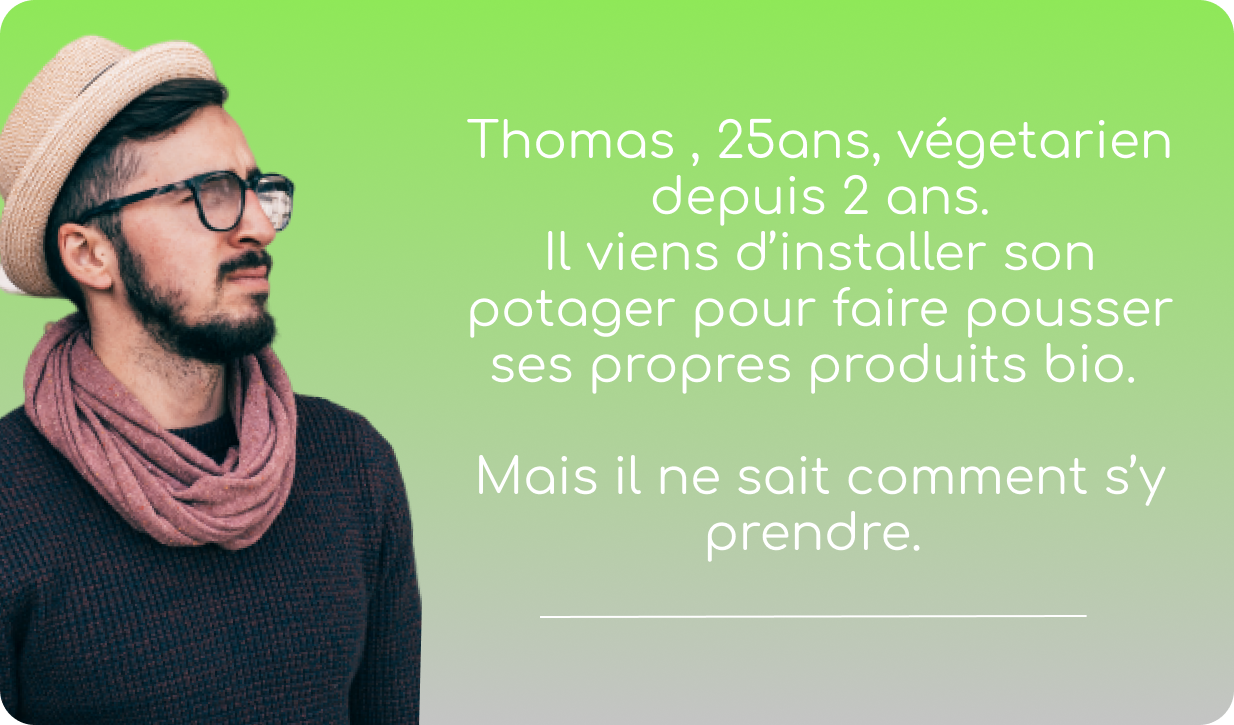 Thomas , 25ans, végetarien
depuis 2 ans.
Il viens d’installer son
potager pour faire pousser
ses propres produits bio.
Mais il ne sait comment s’y
prendre.